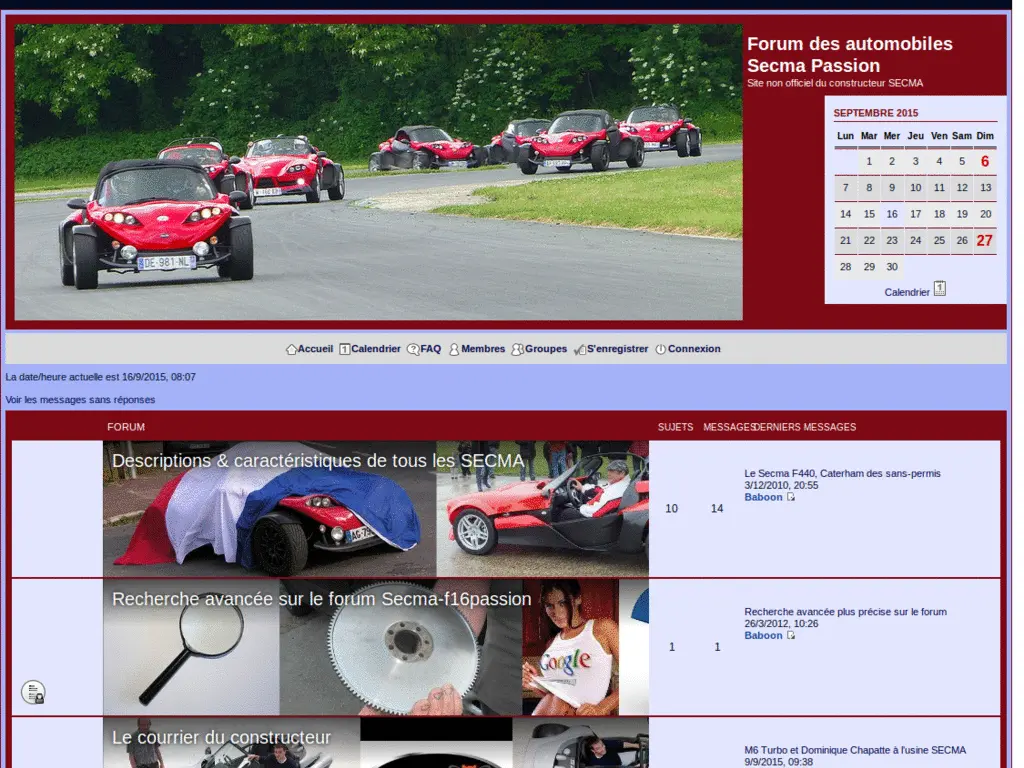 Forum des automobiles
Secma Passion
Site non officiel du constructeur SECMA
SEPTEMBRE 2015
Lun Mar Mer Jeu Ven Sam Dim
1 2 3 4 5 6
7 8 9 10 11 12 13
14 15 16 17 18 19 20
21 22 23 24 25 26 27
28 29 30
Calendrier
DE-981-NL
Accueil Calendrier FAQ Membres Groupes S'enregistrer Connexion
La date/heure actuelle est 16/9/2015, 08:07
Voir les messages sans réponses
FORUM SUJETS MESSAGES DERNIERS MESSAGES
Descriptions & caractéristiques de tous les SECMA
10 14
Le Secma F440, Caterham des sans-permis
3/12/2010, 20:55
Baboon
Recherche avancée sur le forum Secma-f16passion
Google
1 1
Recherche avancée plus précise sur le forum
26/3/2012, 10:26
Baboon
Le courrier du constructeur
M6 Turbo et Dominique Chapatte à l'usine SECMA
9/9/2015, 09:38